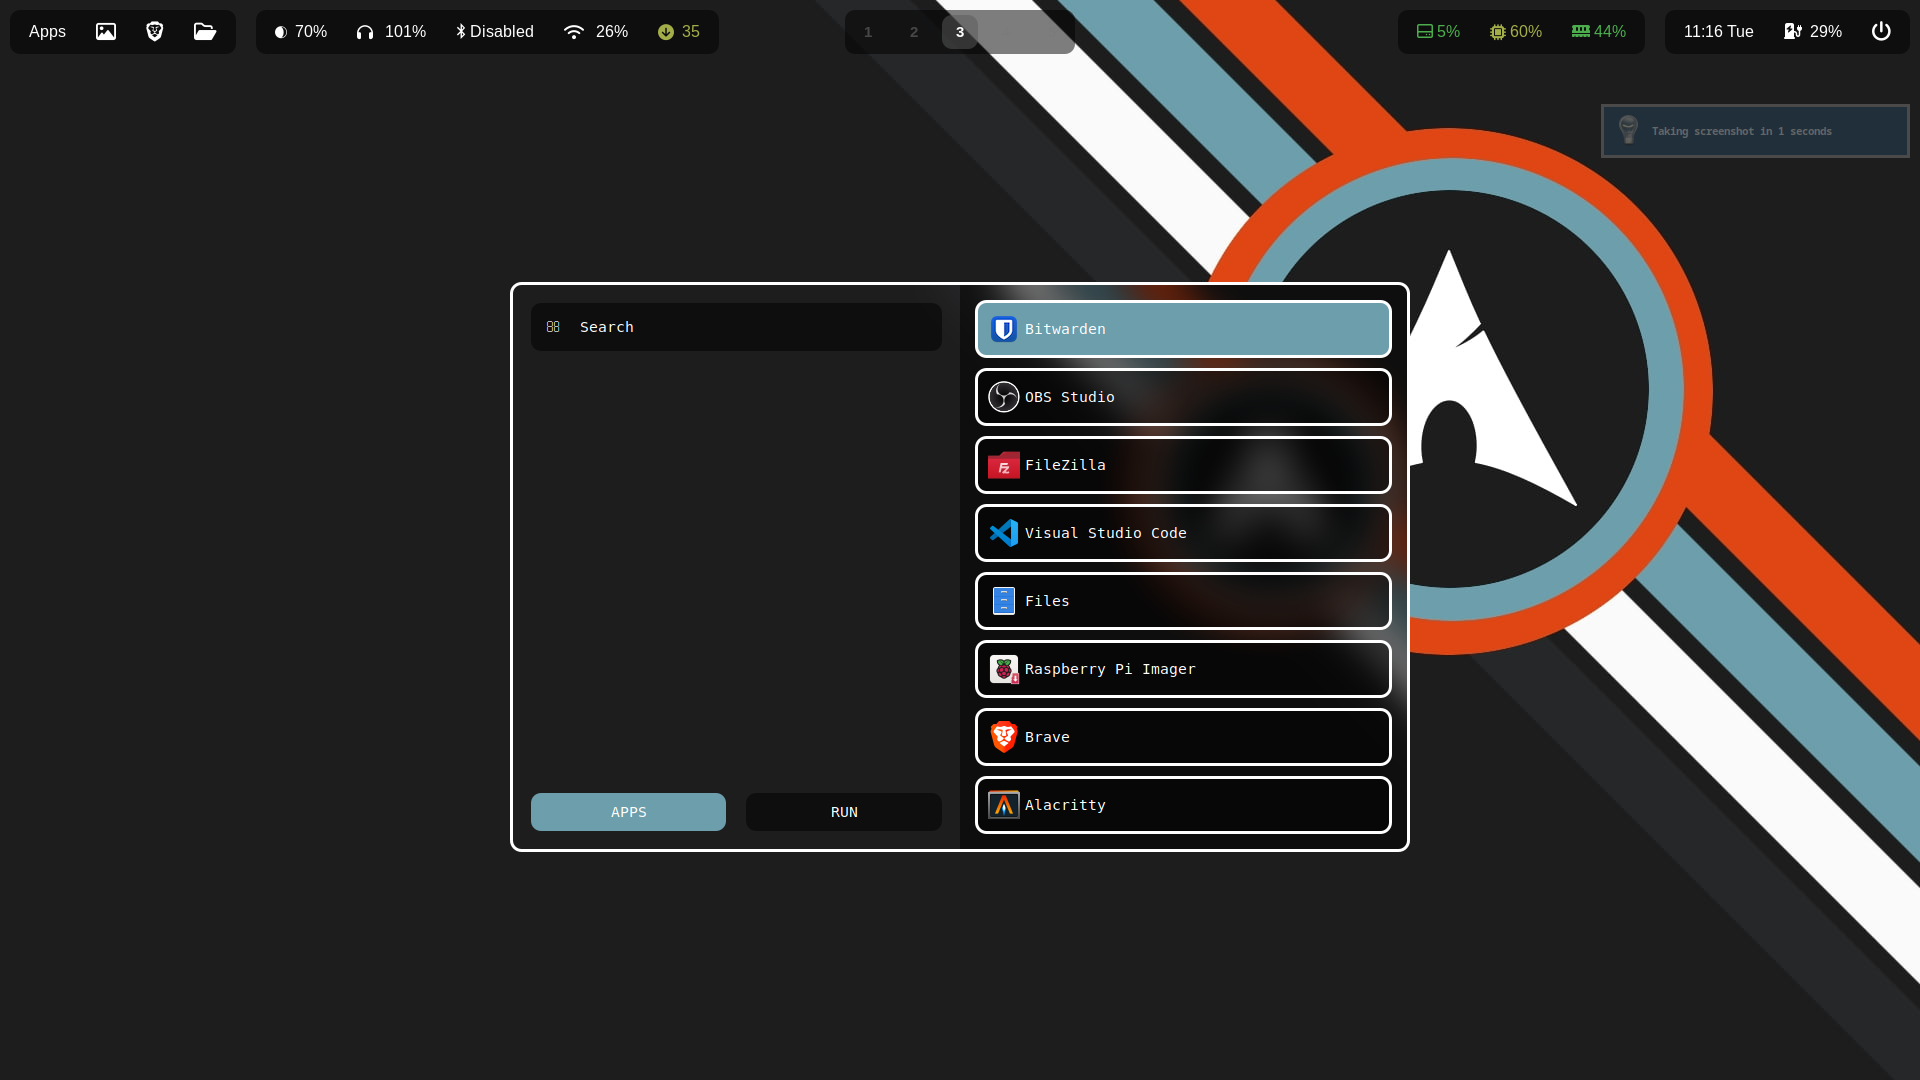 Apps 70% 101% Disabled 26% 35 1 2 3 5% 60% 44% 11:16 Tue 29%
Taking screenshot in 1 seconds
Search
Bitwarden
OBS Studio
FileZilla
Visual Studio Code
Files
Raspberry Pi Imager
Brave
Alacritty
APPS RUN